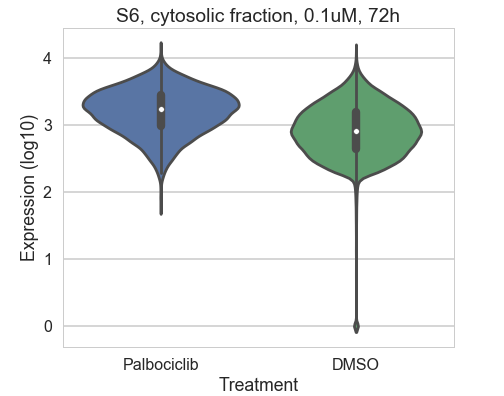 S6, cytosolic fraction, 0.1uM, 72h
Expression (log10)
4
3
2
1
0
Palbociclib
DMSO
Treatment